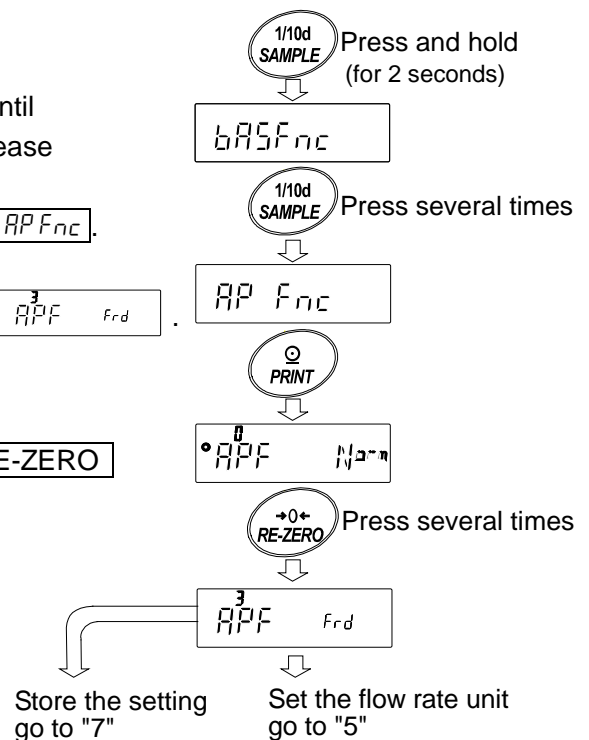 1/10d
SAMPLE
Press and hold
(for 2 seconds)
ntil
ease
bASFnc
1/10d
SAMPLE
Press several times
APFnc.
AP Fnc
3
APF Frd .
PRINT
0
APF Norm
E-ZERO
→0←
RE-ZERO
Press several times
3
APF Frd
Store the setting
go to "7"
Set the flow rate unit
go to "5"